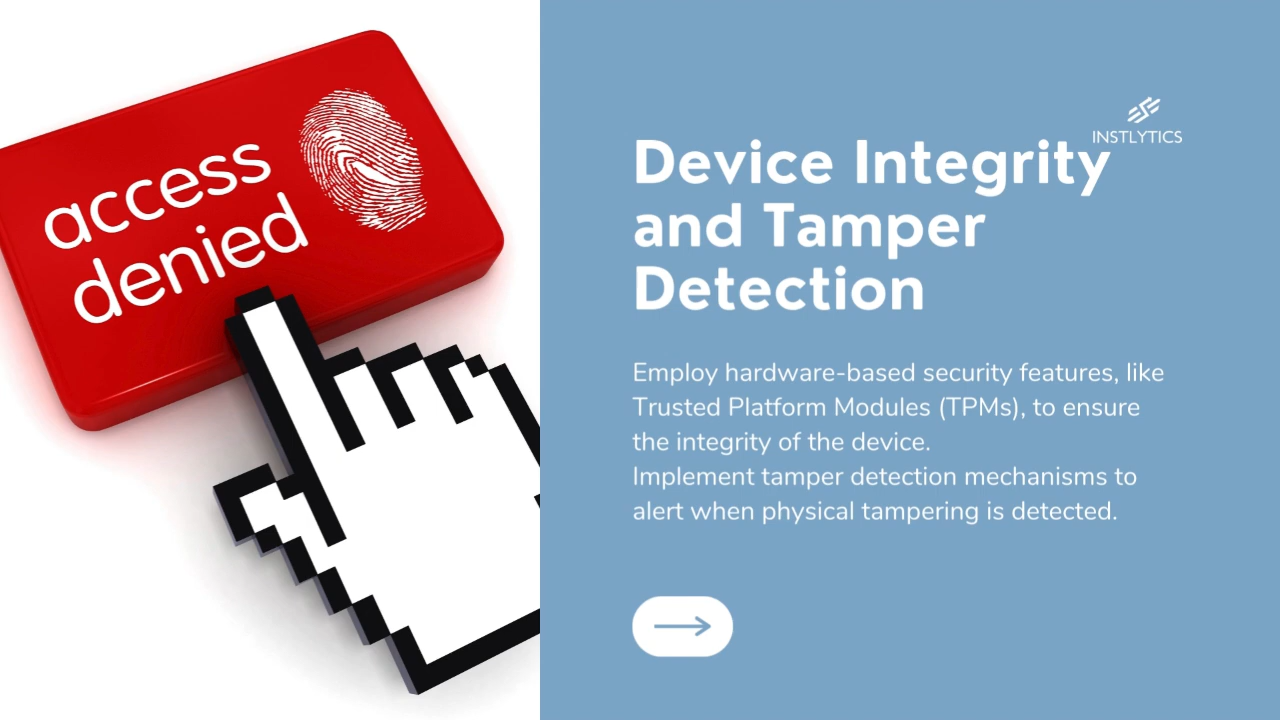 access
denied
INSTLYTICS
Device Integrity
and Tamper
Detection
Employ hardware-based security features, like
Trusted Platform Modules (TPMs), to ensure
the integrity of the device.
Implement tamper detection mechanisms to
alert when physical tampering is detected.